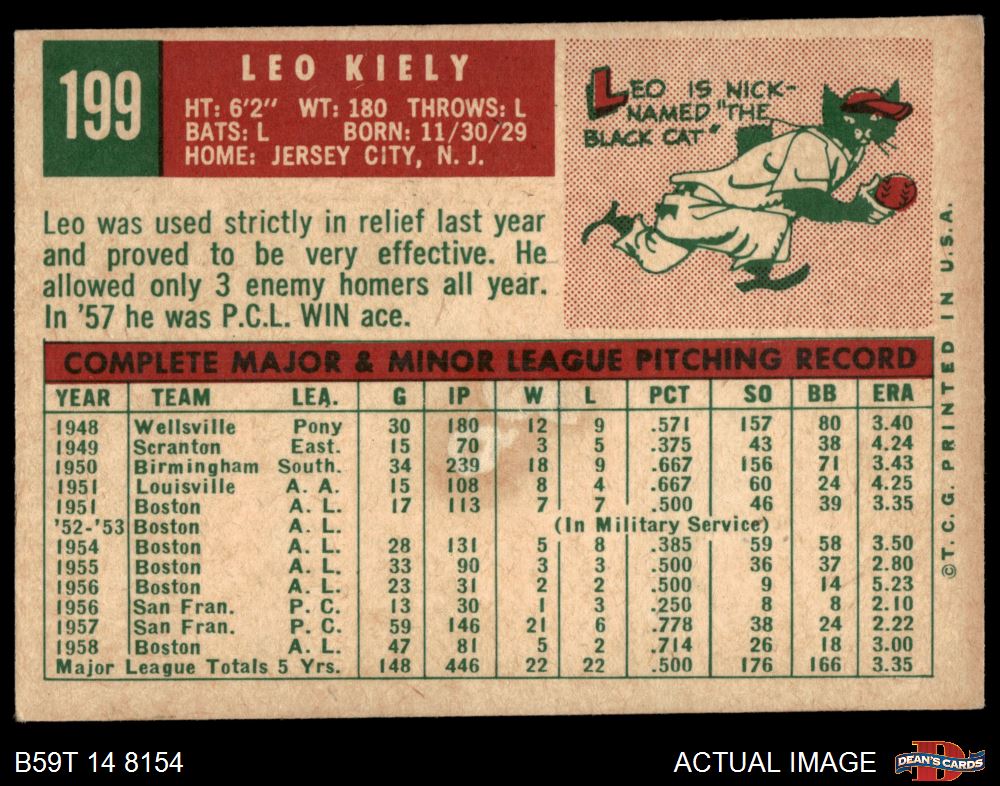 199
LEO KIELY
HT: 6'2" WT: 180 THROWS: L
BATS: L BORN: 11/30/29
HOME: JERSEY CITY, N. J.
LEO IS NICK-
NAMED "THE
BLACK CAT"
Leo was used strictly in relief last year
and proved to be very effective. He
allowed only 3 enemy homers all year.
In '57 he was P.C.L. WIN ace.
COMPLETE MAJOR & MINOR LEAGUE PITCHING RECORD
YEAR TEAM LEA. G IP W L PCT SO BB ERA
1948 Wellsville Pony 30 180 12 9 .571 157 80 3.40
1949 Scranton East. 15 70 3 5 .375 43 38 4.24
1950 Birmingham South. 34 239 18 9 .667 156 71 3.43
1951 Louisville A. A. 15 108 8 4 .667 60 24 4.25
1951 Boston A. L. 17 113 7 7 .500 46 39 3.35
'52-'53 Boston A. L. (In Military Service)
1954 Boston A. L. 28 131 5 8 .385 59 58 3.50
1955 Boston A. L. 33 90 3 3 .500 36 37 2.80
1956 Boston A. L. 23 31 2 2 .500 9 14 5.23
1956 San Fran. P. C. 13 30 1 3 .250 8 8 2.10
1957 San Fran. P. C. 59 146 21 6 .778 38 24 2.22
1958 Boston A. L. 47 81 5 2 .714 26 18 3.00
Major League Totals 5 Yrs. 148 446 22 22 .500 176 166 3.35
©T. C. G. PRINTED IN U.S.A.
B59T 14 8154
ACTUAL IMAGE
DEAN'S CARDS